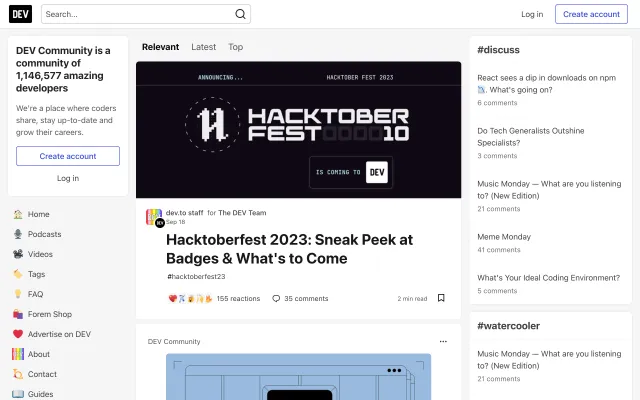 DEV
Search...
Log in
Create account
DEV Community is a
community of
1,146,577 amazing
developers
We're a place where coders
share, stay up-to-date and
grow their careers.
Create account
Log in
Home
Podcasts
Videos
Tags
FAQ
Forem Shop
Advertise on DEV
About
Contact
Guides
Relevant
Latest
Top
ANNOUNCING...
HACKTOBER FEST 2023
HACKTOBER
FEST000010
IS COMING TO DEV
DEV
dev.to staff for The DEV Team
Sep 18
Hacktoberfest 2023: Sneak Peek at
Badges & What's to Come
#hacktoberfest23
155 reactions
35 comments
2 min read
DEV Community
#discuss
React sees a dip in downloads on npm
. What's going on?
6 comments
Do Tech Generalists Outshine
Specialists?
3 comments
Music Monday — What are you listening
to? (New Edition)
21 comments
Meme Monday
41 comments
What's Your Ideal Coding Environment?
5 comments
#watercooler
Music Monday — What are you listening
to? (New Edition)
21 comments